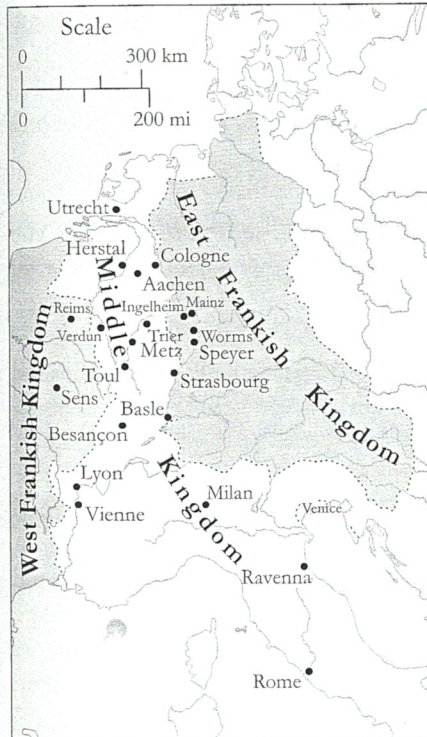 Scale
0 300 km
0 200 mi
Utrecht
East Frankish Kingdom
Herstal
Cologne
Middle Kingdom
Aachen
Ingelheim
Mainz
Reims
Verdun
Trier
Worms
Metz
Speyer
West Frankish Kingdom
Toul
Strasbourg
Sens
Basle
Besançon
Lyon
Milan
Vienne
Venice
Ravenna
Rome